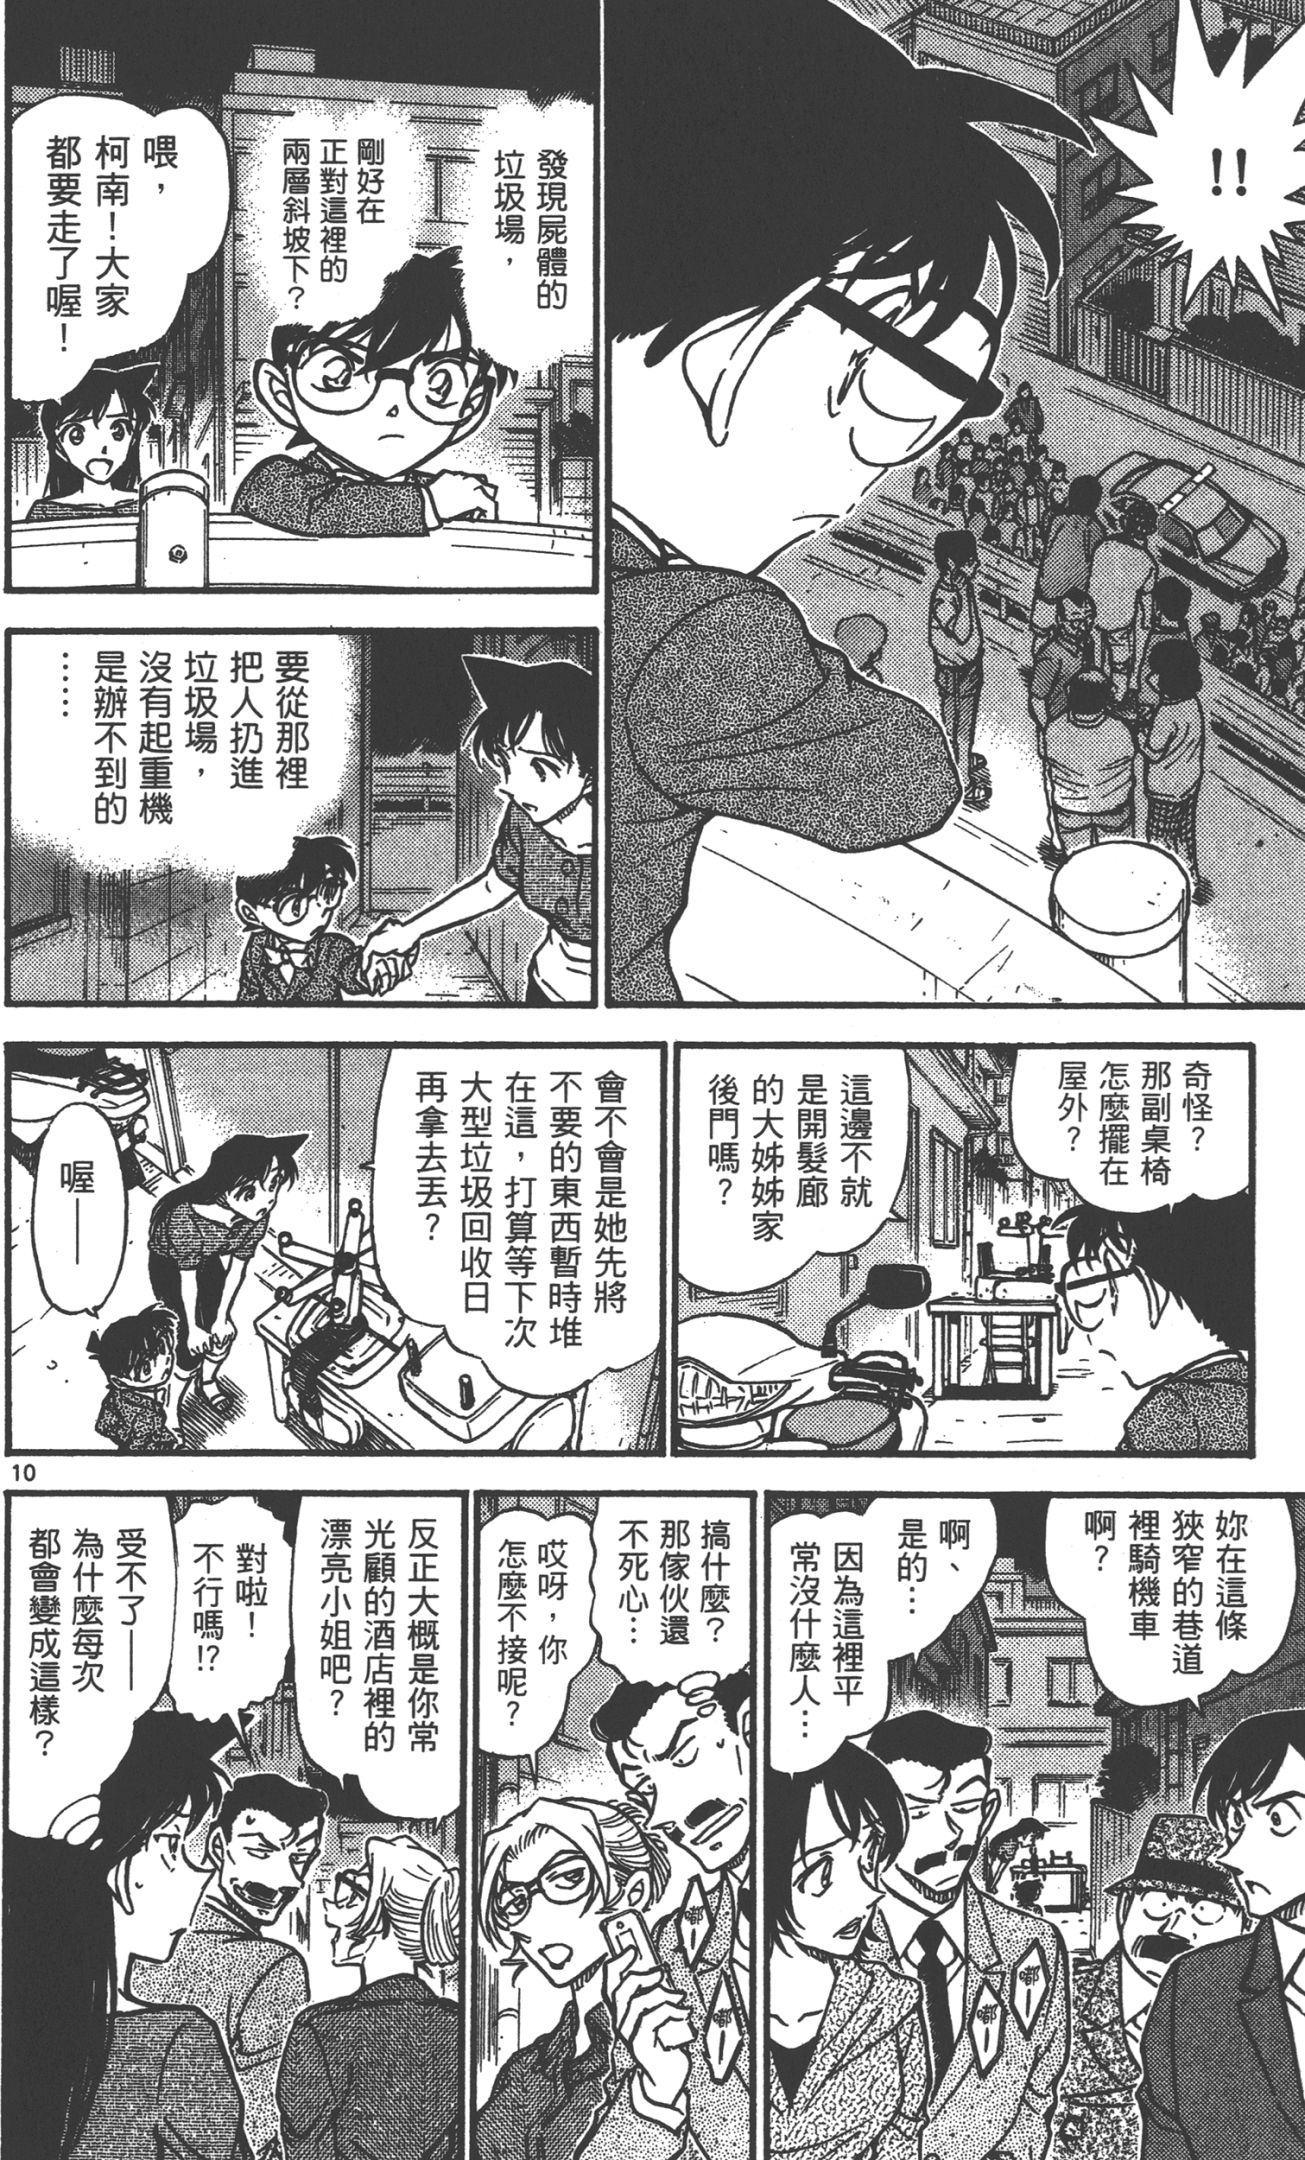 !!
發現屍體的
垃圾場，
剛好在
正對這裡的
兩層斜坡下？
喂，
柯南！大家
都要走了喔！
要從那裡
把人扔進
垃圾場，
沒有起重機
是辦不到的
……
奇怪？
那副桌椅
怎麼擺在
屋外？
這邊不就
是開髮廊
的大姊姊家
後門嗎？
會不會是她先將
不要的東西暫時堆
在這，打算等下次
大型垃圾回收日
再拿去丟？
喔——
10
妳在這條
狹窄的巷道
裡騎機車
啊？
啊、
是的…
因為這裡平
常沒什麼人…
嘟—
嘟—
搞什麼？
那傢伙還
不死心…
哎呀，你
怎麼不接呢？
嘟—
反正大概是你常
光顧的酒店裡的
漂亮小姐吧？
對啦！
不行嗎!?
受不了——
為什麼每次
都會變成這樣？